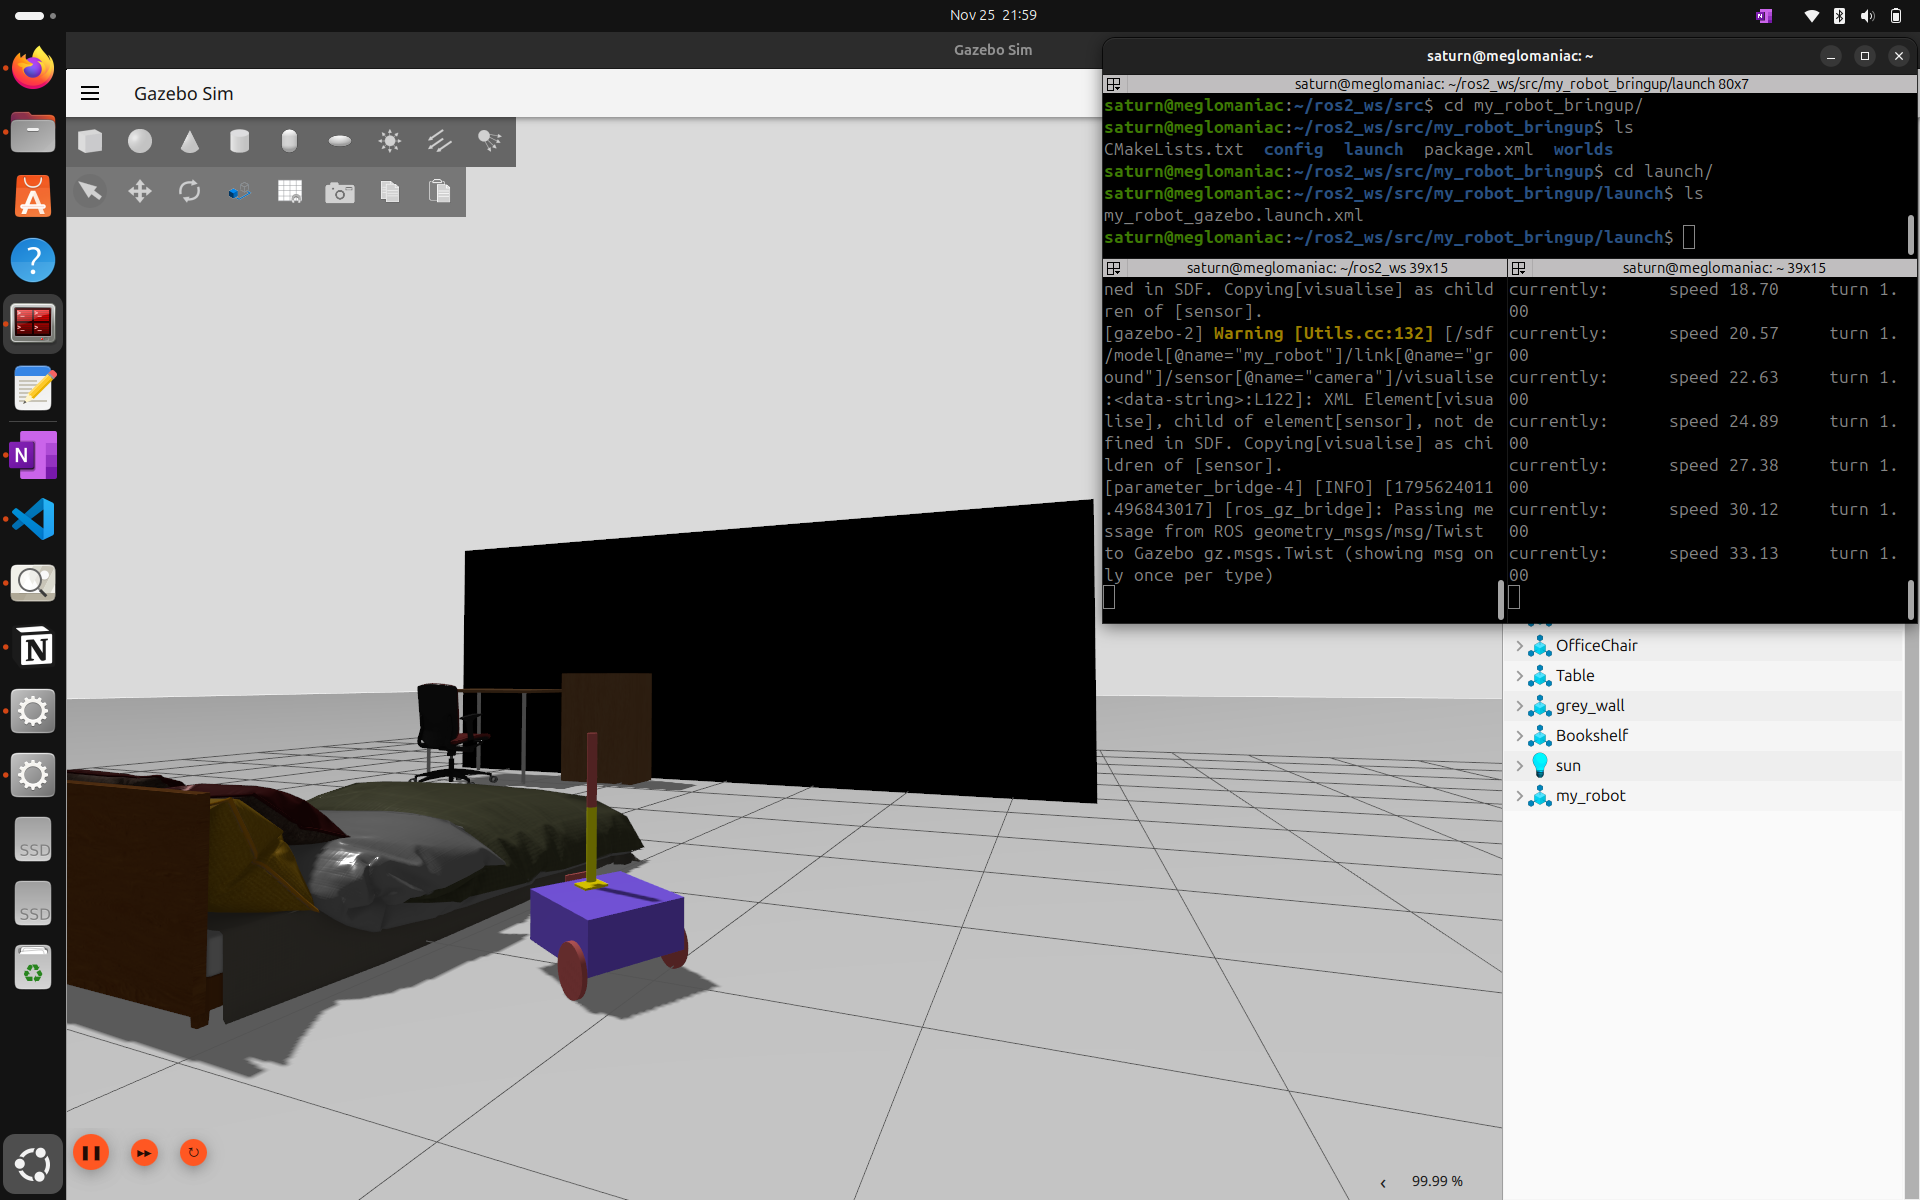 Nov 25 21:59
N
Gazebo Sim
Gazebo Sim
saturn@meglomaniac: ~
saturn@meglomaniac: ~/ros2_ws/src/my_robot_bringup/launch 80x7
saturn@meglomaniac:~/ros2_ws/src$ cd my_robot_bringup/
saturn@meglomaniac:~/ros2_ws/src/my_robot_bringup$ ls
CMakeLists.txt config launch package.xml worlds
saturn@meglomaniac:~/ros2_ws/src/my_robot_bringup$ cd launch/
saturn@meglomaniac:~/ros2_ws/src/my_robot_bringup/launch$ ls
my_robot_gazebo.launch.xml
saturn@meglomaniac:~/ros2_ws/src/my_robot_bringup/launch$
saturn@meglomaniac: ~/ros2_ws 39x15
ned in SDF. Copying[visualise] as child
ren of [sensor].
[gazebo-2] Warning [Utils.cc:132] [/sdf
/model[@name="my_robot"]/link[@name="gr
ound"]/sensor[@name="camera"]/visualise
:<data-string>:L122]: XML Element[visua
lise], child of element[sensor], not de
fined in SDF. Copying[visualise] as chi
ldren of [sensor].
[parameter_bridge-4] [INFO] [1795624011
.496843017] [ros_gz_bridge]: Passing me
ssage from ROS geometry_msgs/msg/Twist
to Gazebo gz.msgs.Twist (showing msg on
ly once per type)
saturn@meglomaniac: ~ 39x15
currently: speed 18.70 turn 1.
00
currently: speed 20.57 turn 1.
00
currently: speed 22.63 turn 1.
00
currently: speed 24.89 turn 1.
00
currently: speed 27.38 turn 1.
00
currently: speed 30.12 turn 1.
00
currently: speed 33.13 turn 1.
00
OfficeChair
Table
grey_wall
Bookshelf
sun
my_robot
99.99 %
?
N
N
SSD
SSD